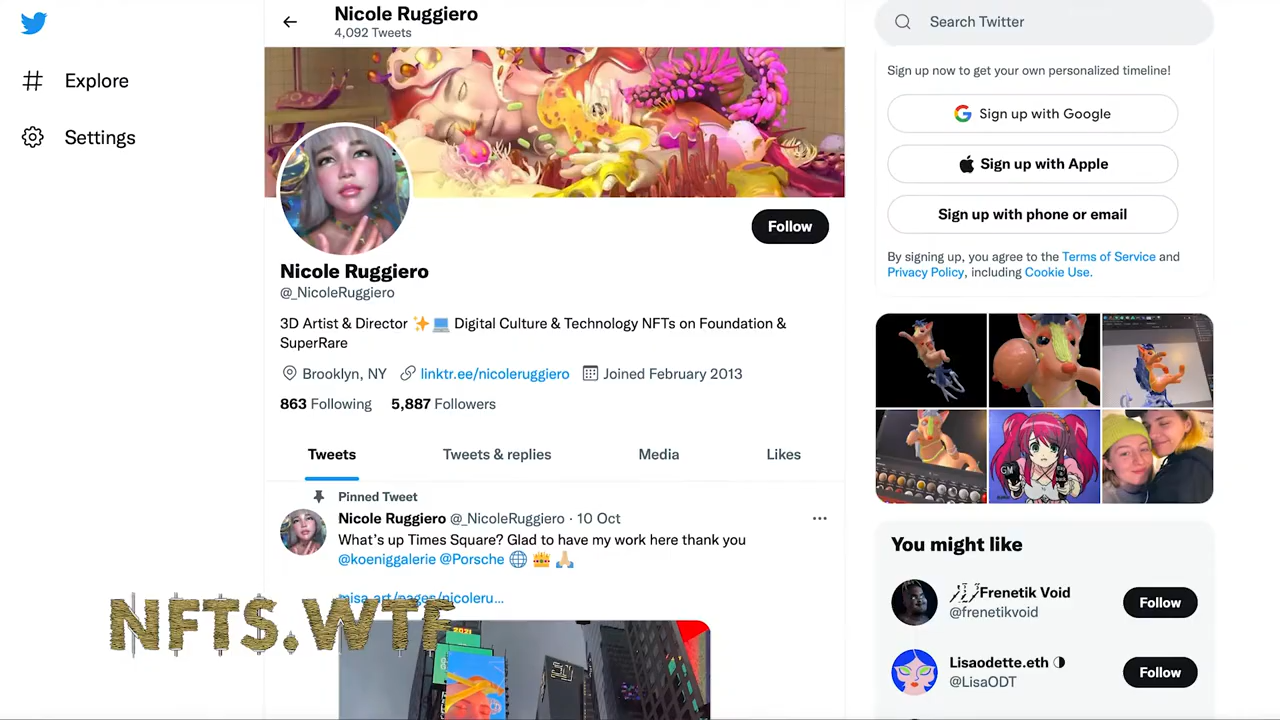 Explore
Settings
Nicole Ruggiero
4,092 Tweets
Follow
Nicole Ruggiero
@_NicoleRuggiero
3D Artist & Director ✨💻 Digital Culture & Technology NFTs on Foundation &
SuperRare
Brooklyn, NY linktr.ee/nicoleruggiero Joined February 2013
863 Following 5,887 Followers
Tweets Tweets & replies Media Likes
Pinned Tweet
Nicole Ruggiero @_NicoleRuggiero · 10 Oct
What's up Times Square? Glad to have my work here thank you
@koeniggalerie @Porsche 🌐 👑 🙏🏼
misa.art/pages/nicoleru...
2021
NFTS.WTF
Search Twitter
Sign up now to get your own personalized timeline!
Sign up with Google
Sign up with Apple
Sign up with phone or email
By signing up, you agree to the Terms of Service and
Privacy Policy, including Cookie Use.
GM
You might like
Frenetik Void
@frenetikvoid
Follow
Lisaodette.eth
@LisaODT
Follow